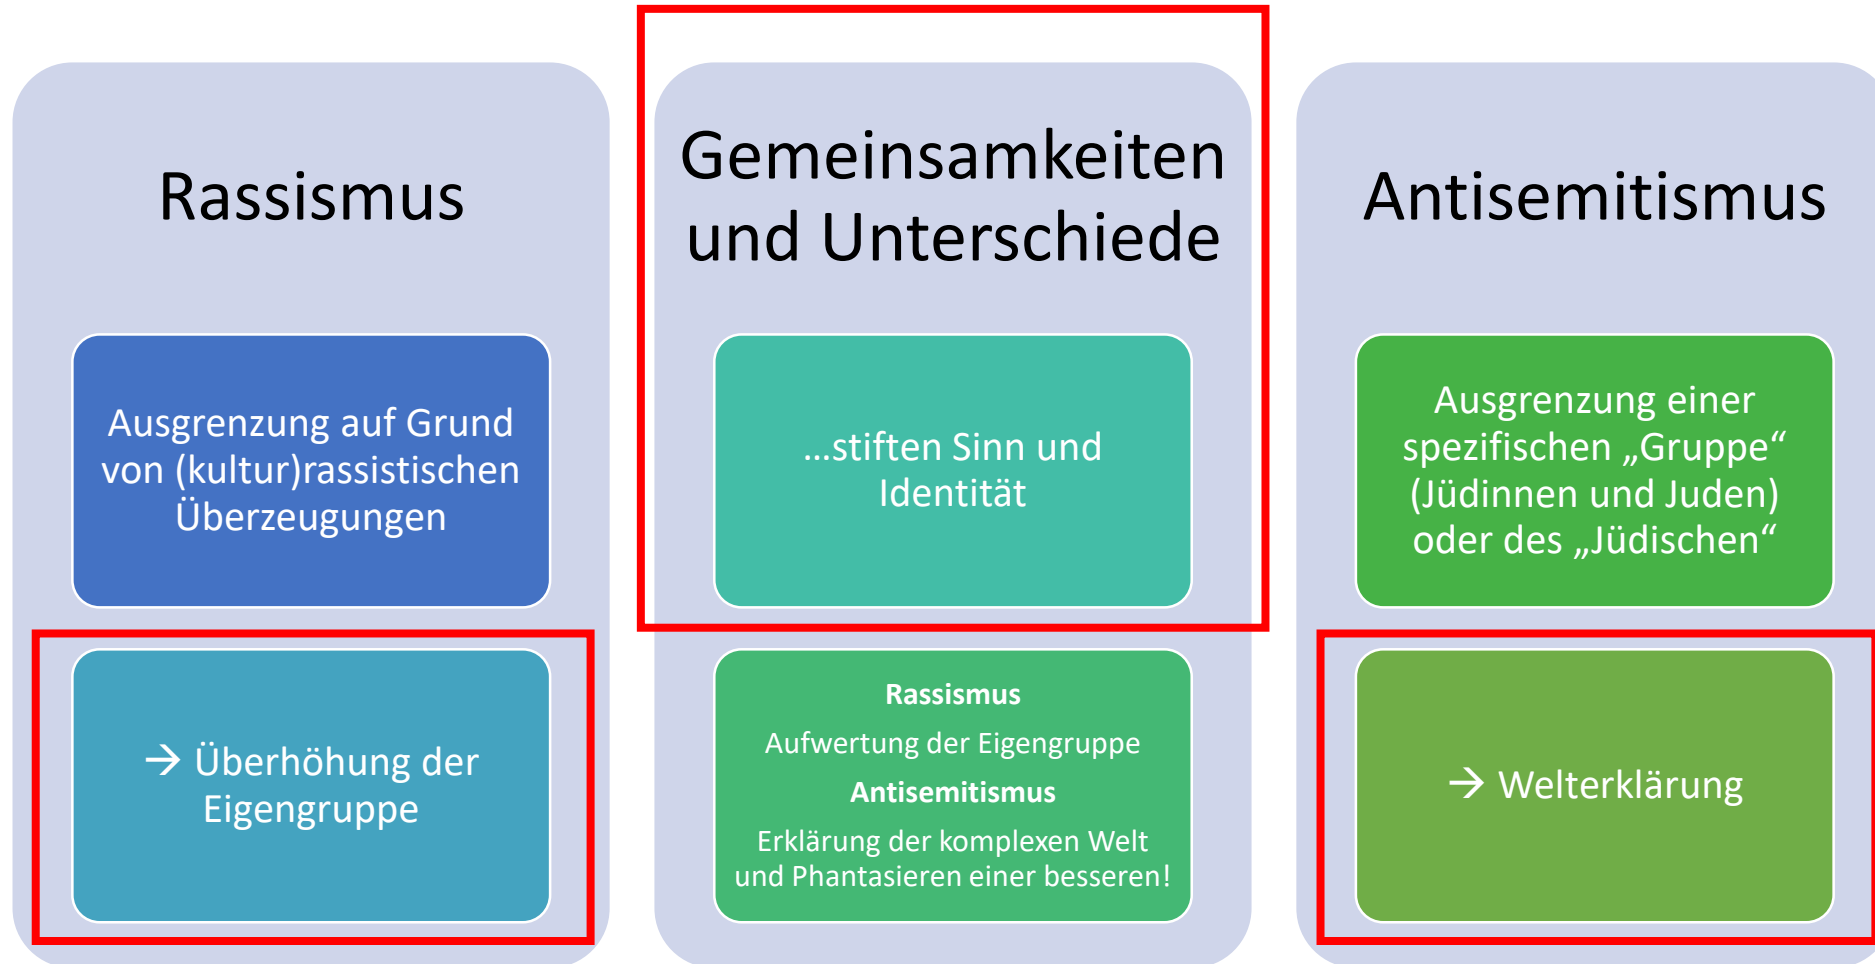 Rassismus
Ausgrenzung auf Grund
von (kultur)rassistischen
Überzeugungen
→ Überhöhung der
Eigengruppe
Gemeinsamkeiten
und Unterschiede
...stiften Sinn und
Identität
Rassismus
Aufwertung der Eigengruppe
Antisemitismus
Erklärung der komplexen Welt
und Phantasieren einer besseren!
Antisemitismus
Ausgrenzung einer
spezifischen „Gruppe“
(Jüdinnen und Juden)
oder des „Jüdischen“
→ Welterklärung